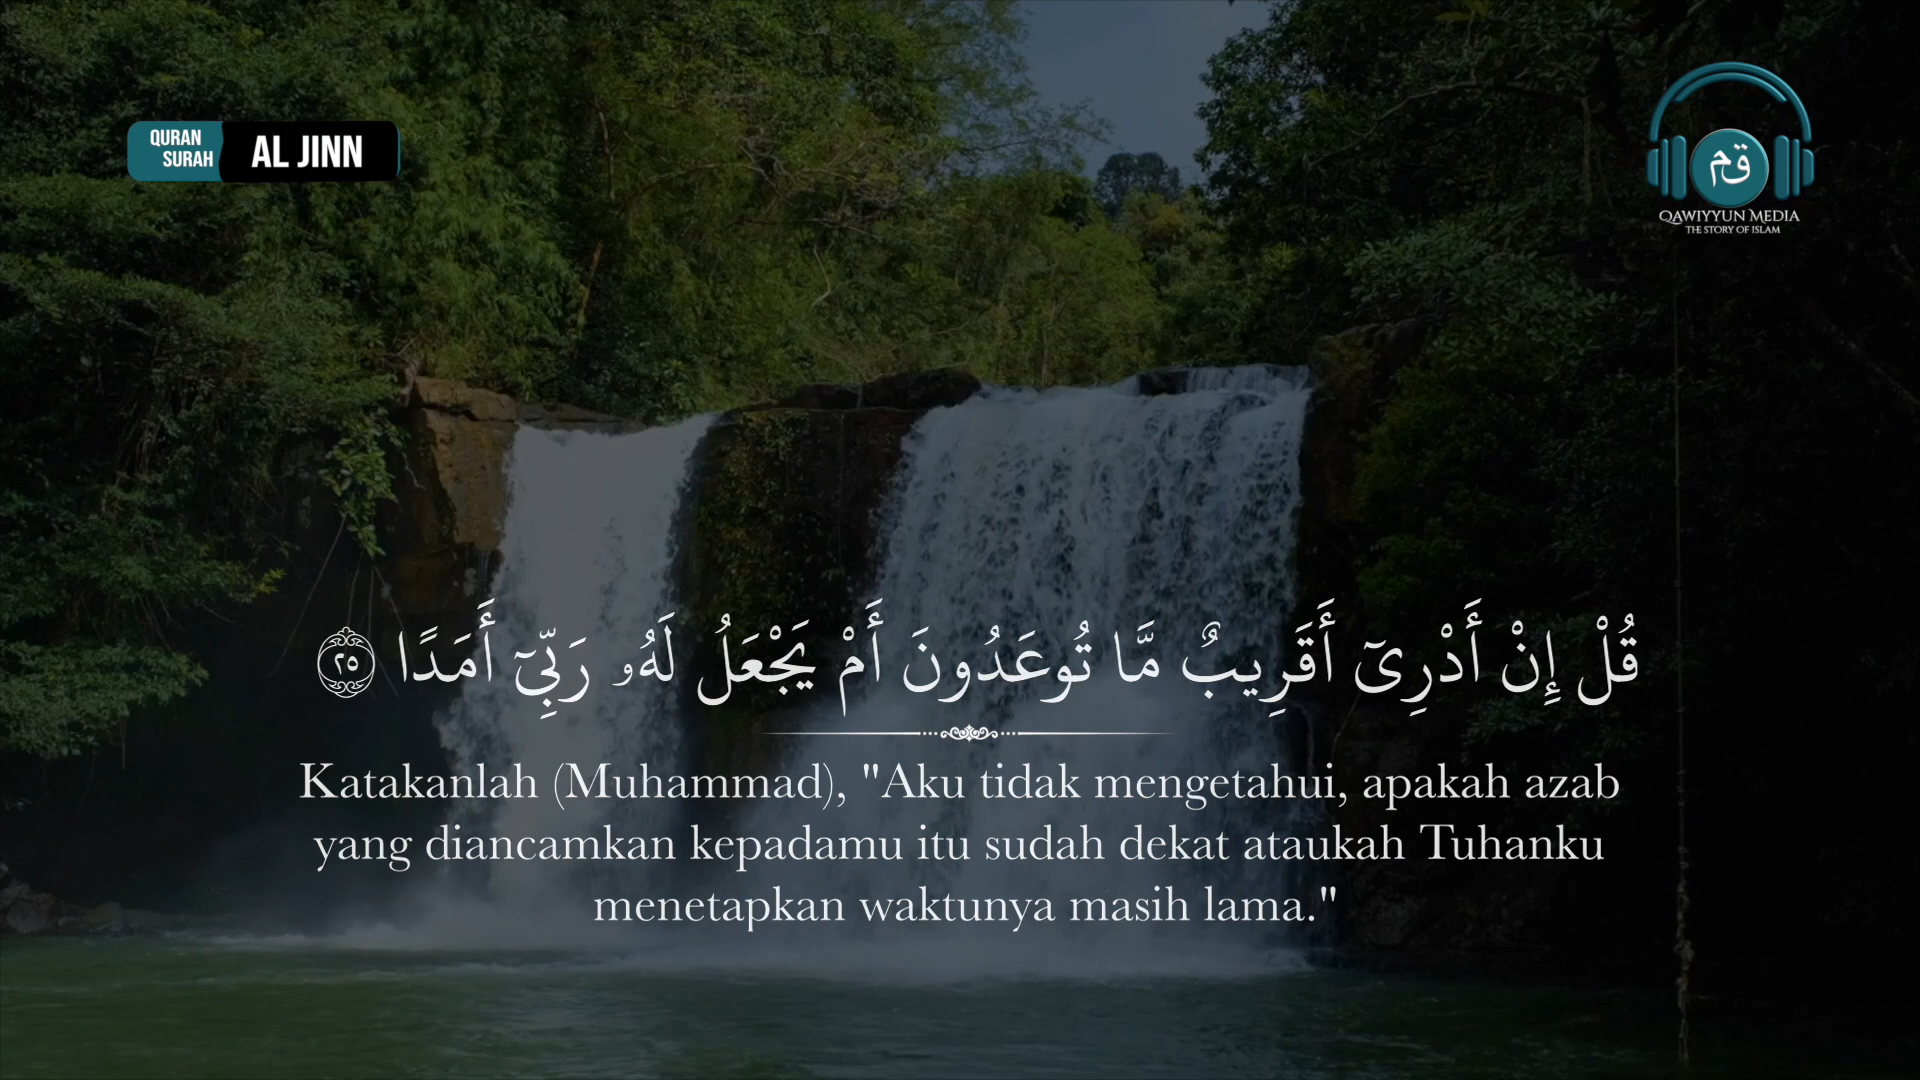 QURAN
SURAH
AL JINN
قم
QAWIYYUN MEDIA
THE STORY OF ISLAM
قُلْ إِنْ أَدْرِىٓ أَقَرِيبٌ مَّا تُوعَدُونَ أَمْ يَجْعَلُ لَهُۥ رَبِّىٓ أَمَدًا ٢٥
Katakanlah (Muhammad), "Aku tidak mengetahui, apakah azab
yang diancamkan kepadamu itu sudah dekat ataukah Tuhanku
menetapkan waktunya masih lama."